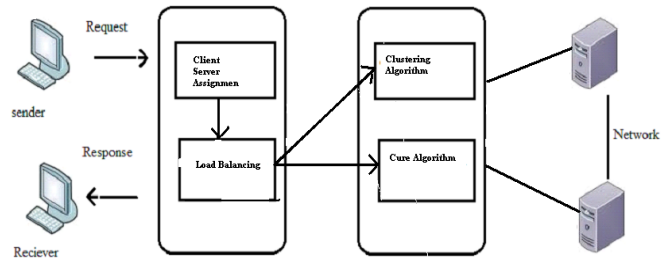 Request
sender
Client
Server
Assignmen
Load Balancing
Response
Reciever
Clustering
Algorithm
Cure Algorithm
Network